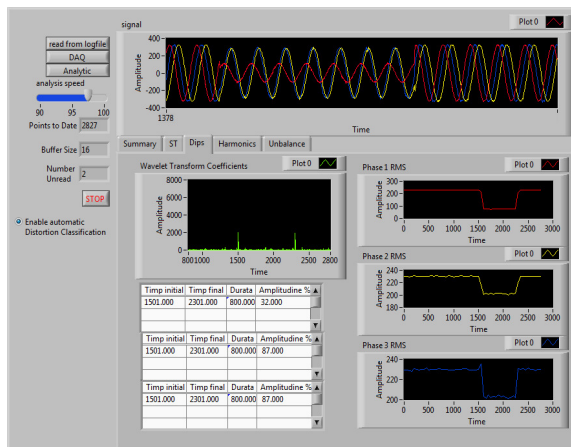 signal
Plot 0
read from logfile
DAQ
Analytic
analysis speed
90 95 100
Points to Date 2827
Buffer Size 16
Number
Unread
2
STOP
Enable automatic
Distortion Classification
Amplitude
400
200
0
-200
-400
1378
Time
Summary ST Dips Harmonics Unbalance
Wavelet Transform Coefficients
Plot 0
Amplitude
8000
6000
4000
2000
0
8001000 1500 2000 2500 2800
Time
Timp initial Timp final Durata Amplitudine %
1501.000 2301.000 800.000 32.000
Timp initial Timp final Durata Amplitudine %
1501.000 2301.000 800.000 87.000
Timp initial Timp final Durata Amplitudine %
1501.000 2301.000 800.000 87.000
Phase 1 RMS
Plot 0
Amplitude
300
200
100
0
0 500 1000 1500 2000 2500 3000
Time
Phase 2 RMS
Plot 0
Amplitude
240
230
220
210
200
190
0 500 1000 1500 2000 2500 3000
Time
Phase 3 RMS
Plot 0
Amplitude
240
220
200
0 500 1000 1500 2000 2500 3000
Time